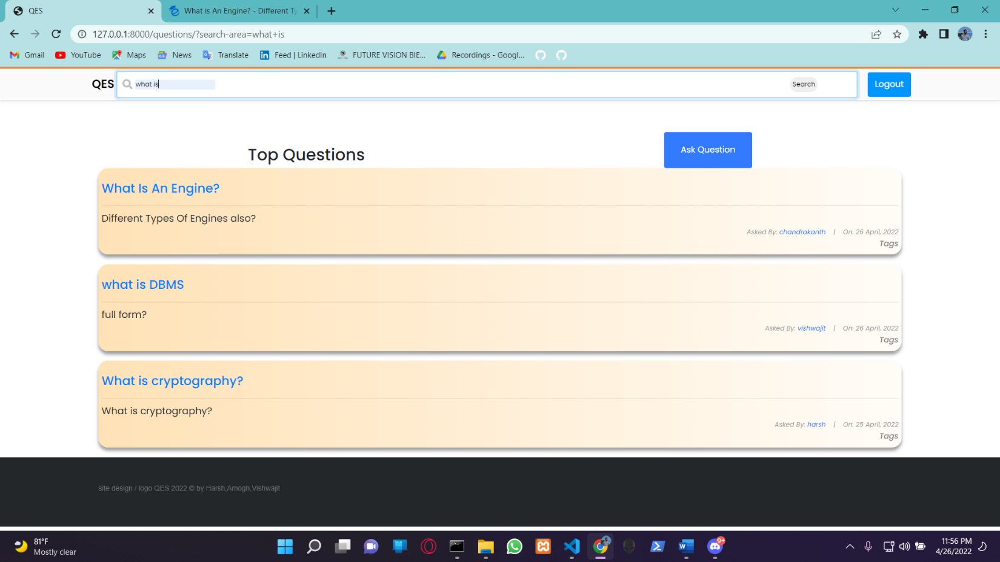 QES
What is An Engine? - Different Ty
127.0.0.1:8000/questions/?search-area=what+is
Gmail
YouTube
Maps
News
Translate
Feed | LinkedIn
FUTURE VISION BIE...
Recordings - Googl...
QES
what is
Search
Logout
Top Questions
Ask Question
What Is An Engine?
Different Types Of Engines also?
Asked By: chandrakanth | On: 26 April, 2022
Tags
what is DBMS
full form?
Asked By: vishwajit | On: 26 April, 2022
Tags
What is cryptography?
What is cryptography?
Asked By: harsh | On: 25 April, 2022
Tags
site design / logo QES 2022 © by Harsh,Amogh,Vishwajit
81°F
Mostly clear
9+
11:56 PM
4/26/2022